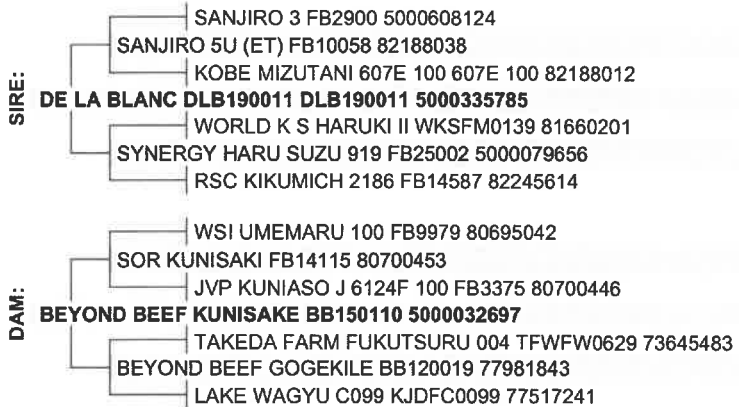 SIRE:
SANJIRO 3 FB2900 5000608124
SANJIRO 5U (ET) FB10058 82188038
KOBE MIZUTANI 607E 100 607E 100 82188012
DE LA BLANC DLB190011 DLB190011 5000335785
WORLD K S HARUKI II WKSFM0139 81660201
SYNERGY HARU SUZU 919 FB25002 5000079656
RSC KIKUMICH 2186 FB14587 82245614
DAM:
WSI UMEMARU 100 FB9979 80695042
SOR KUNISAKI FB14115 80700453
JVP KUNIASO J 6124F 100 FB3375 80700446
BEYOND BEEF KUNISAKE BB150110 5000032697
TAKEDA FARM FUKUTSURU 004 TFWFW0629 73645483
BEYOND BEEF GOGEKILE BB120019 77981843
LAKE WAGYU C099 KJDFC0099 77517241